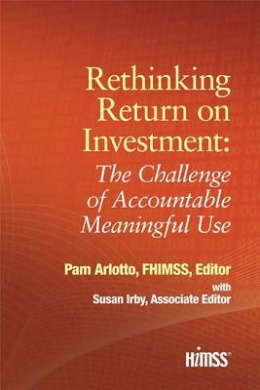 Rethinking
Return on
Investment:
The Challenge
of Accountable
Meaningful Use
Pam Arlotto, FHIMSS, Editor
with
Susan Irby, Associate Editor
HIMSS